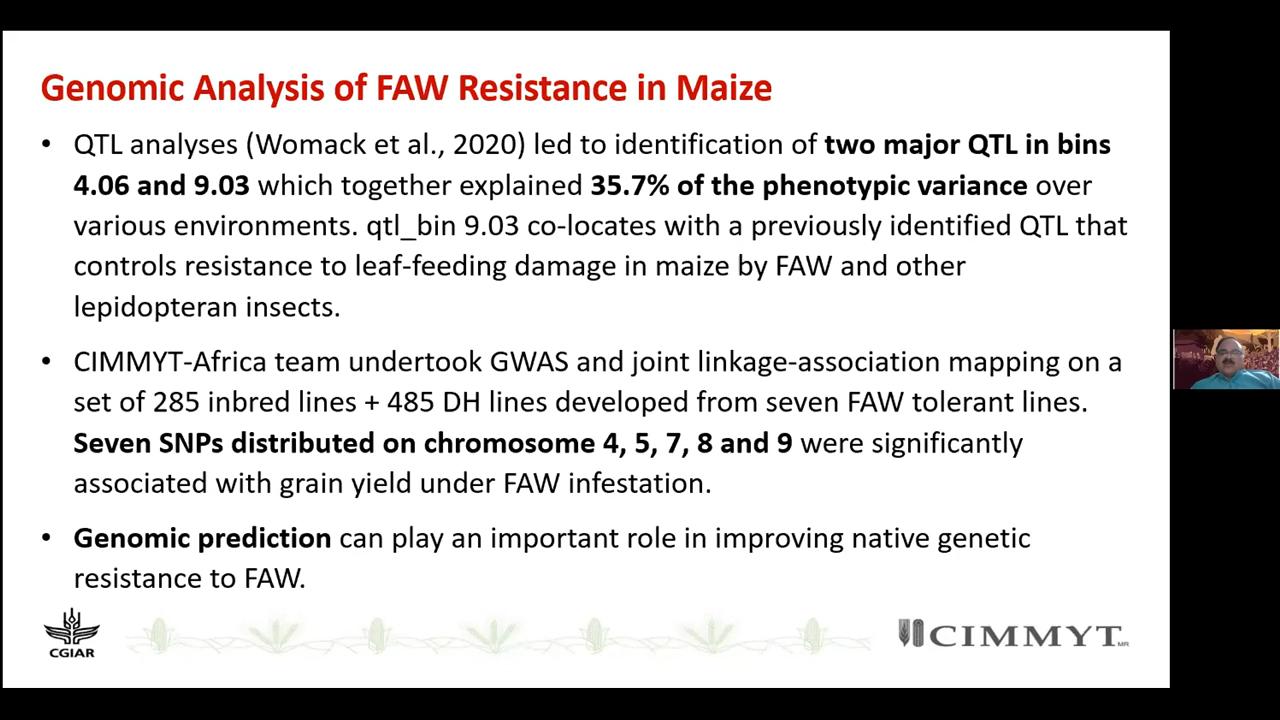 Genomic Analysis of FAW Resistance in Maize
• QTL analyses (Womack et al., 2020) led to identification of two major QTL in bins
4.06 and 9.03 which together explained 35.7% of the phenotypic variance over
various environments. qtl_bin 9.03 co-locates with a previously identified QTL that
controls resistance to leaf-feeding damage in maize by FAW and other
lepidopteran insects.
• CIMMYT-Africa team undertook GWAS and joint linkage-association mapping on a
set of 285 inbred lines + 485 DH lines developed from seven FAW tolerant lines.
Seven SNPs distributed on chromosome 4, 5, 7, 8 and 9 were significantly
associated with grain yield under FAW infestation.
• Genomic prediction can play an important role in improving native genetic
resistance to FAW.
CGIAR
CIMMYT MR